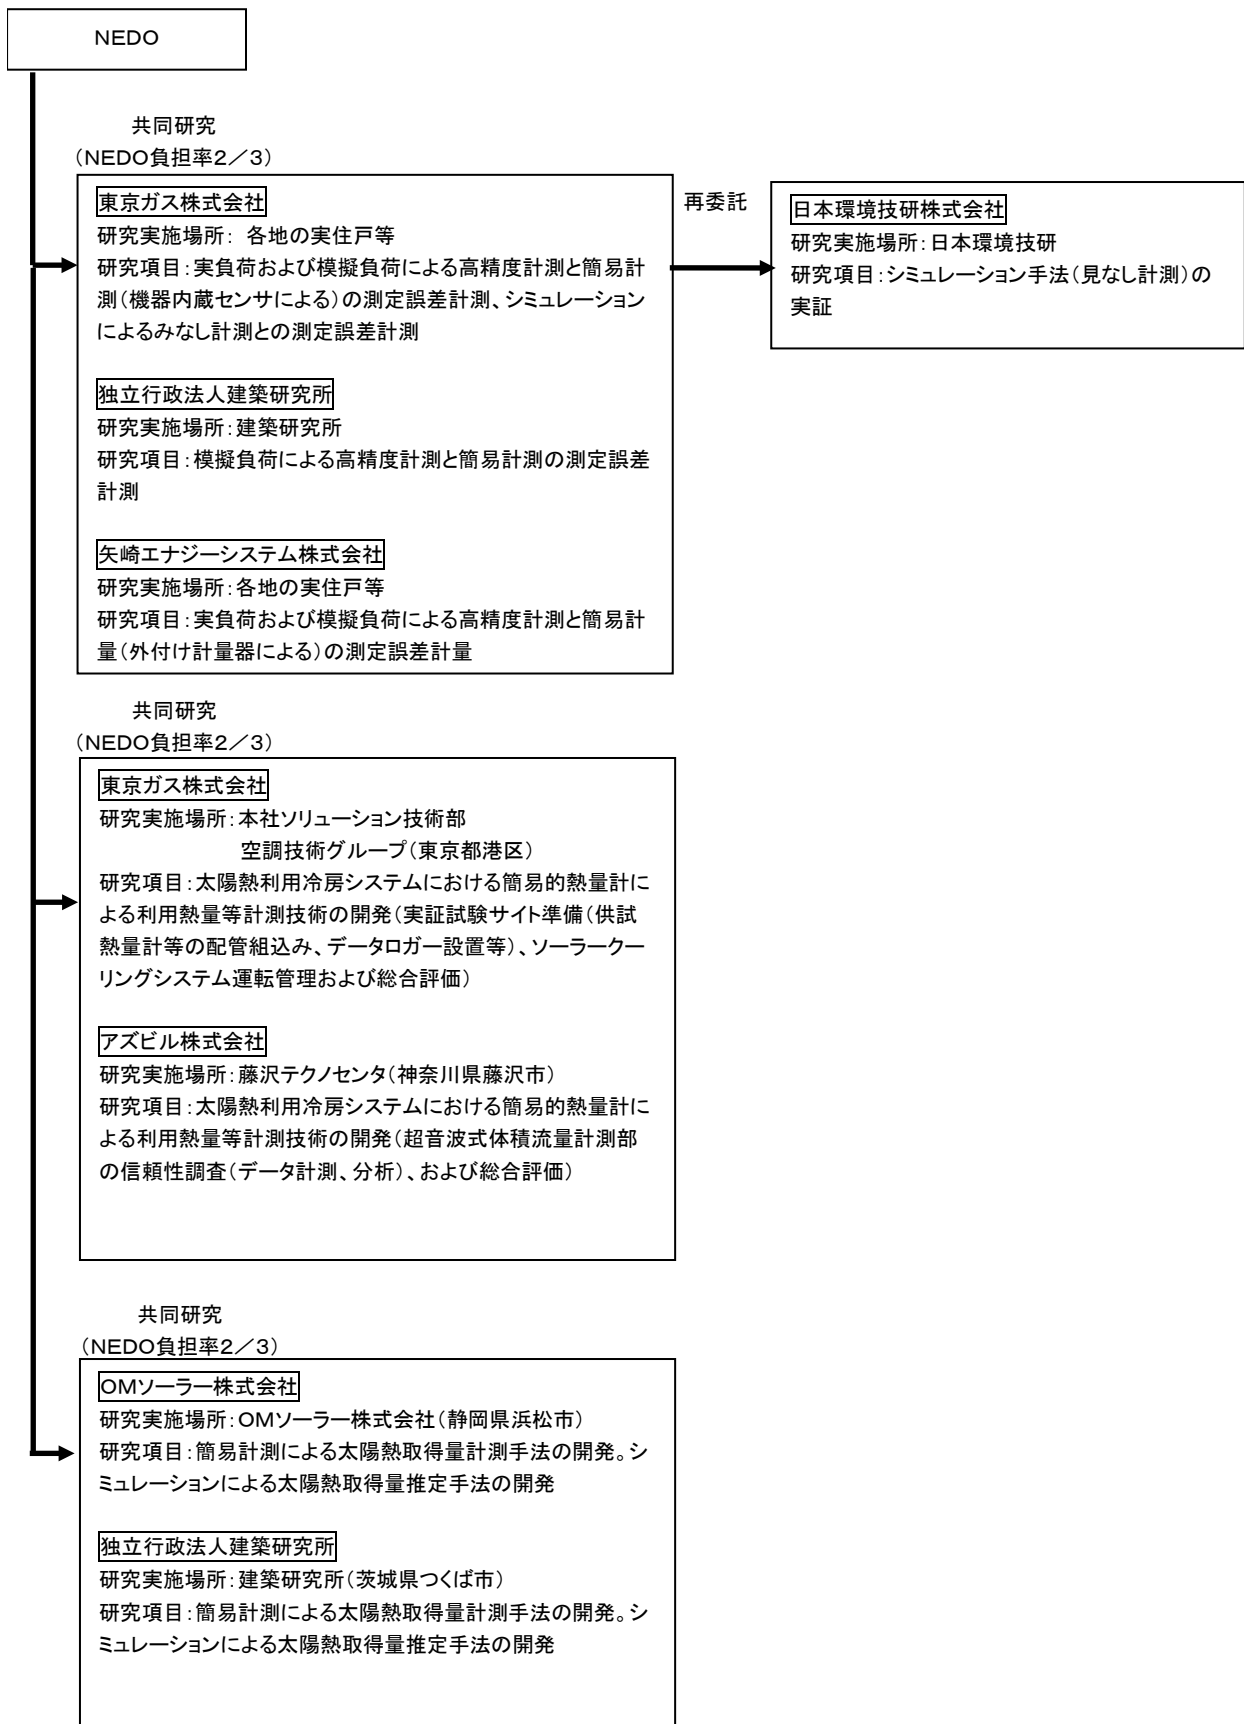 NEDO
共同研究
（NEDO負担率2／3）
東京ガス株式会社
研究実施場所： 各地の実住戸等
研究項目：実負荷および模擬負荷による高精度計測と簡易計
測（機器内蔵センサによる）の測定誤差計測、シミュレーション
によるみなし計測との測定誤差計測
独立行政法人建築研究所
研究実施場所：建築研究所
研究項目：模擬負荷による高精度計測と簡易計測の測定誤差
計測
矢崎エナジーシステム株式会社
研究実施場所：各地の実住戸等
研究項目：実負荷および模擬負荷による高精度計測と簡易計
量（外付け計量器による）の測定誤差計量
再委託
日本環境技研株式会社
研究実施場所：日本環境技研
研究項目：シミュレーション手法（見なし計測）の
実証
共同研究
（NEDO負担率2／3）
東京ガス株式会社
研究実施場所：本社ソリューション技術部
空調技術グループ（東京都港区）
研究項目：太陽熱利用冷房システムにおける簡易的熱量計に
よる利用熱量等計測技術の開発（実証試験サイト準備（供試
熱量計等の配管組込み、データロガー設置等）、ソーラークー
リングシステム運転管理および総合評価）
アズビル株式会社
研究実施場所：藤沢テクノセンタ（神奈川県藤沢市）
研究項目：太陽熱利用冷房システムにおける簡易的熱量計に
よる利用熱量等計測技術の開発（超音波式体積流量計測部
の信頼性調査（データ計測、分析）、および総合評価）
共同研究
（NEDO負担率2／3）
OMソーラー株式会社
研究実施場所：OMソーラー株式会社（静岡県浜松市）
研究項目：簡易計測による太陽熱取得量計測手法の開発。シ
ミュレーションによる太陽熱取得量推定手法の開発
独立行政法人建築研究所
研究実施場所：建築研究所（茨城県つくば市）
研究項目：簡易計測による太陽熱取得量計測手法の開発。シ
ミュレーションによる太陽熱取得量推定手法の開発